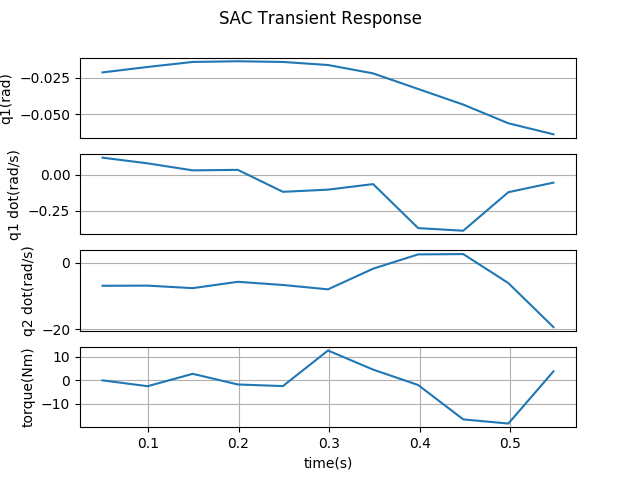 SAC Transient Response
q1(rad)
−0.025
−0.050
q1 dot(rad/s)
0.00
−0.25
q2 dot(rad/s)
0
−20
torque(Nm)
10
0
−10
0.1 0.2 0.3 0.4 0.5
time(s)